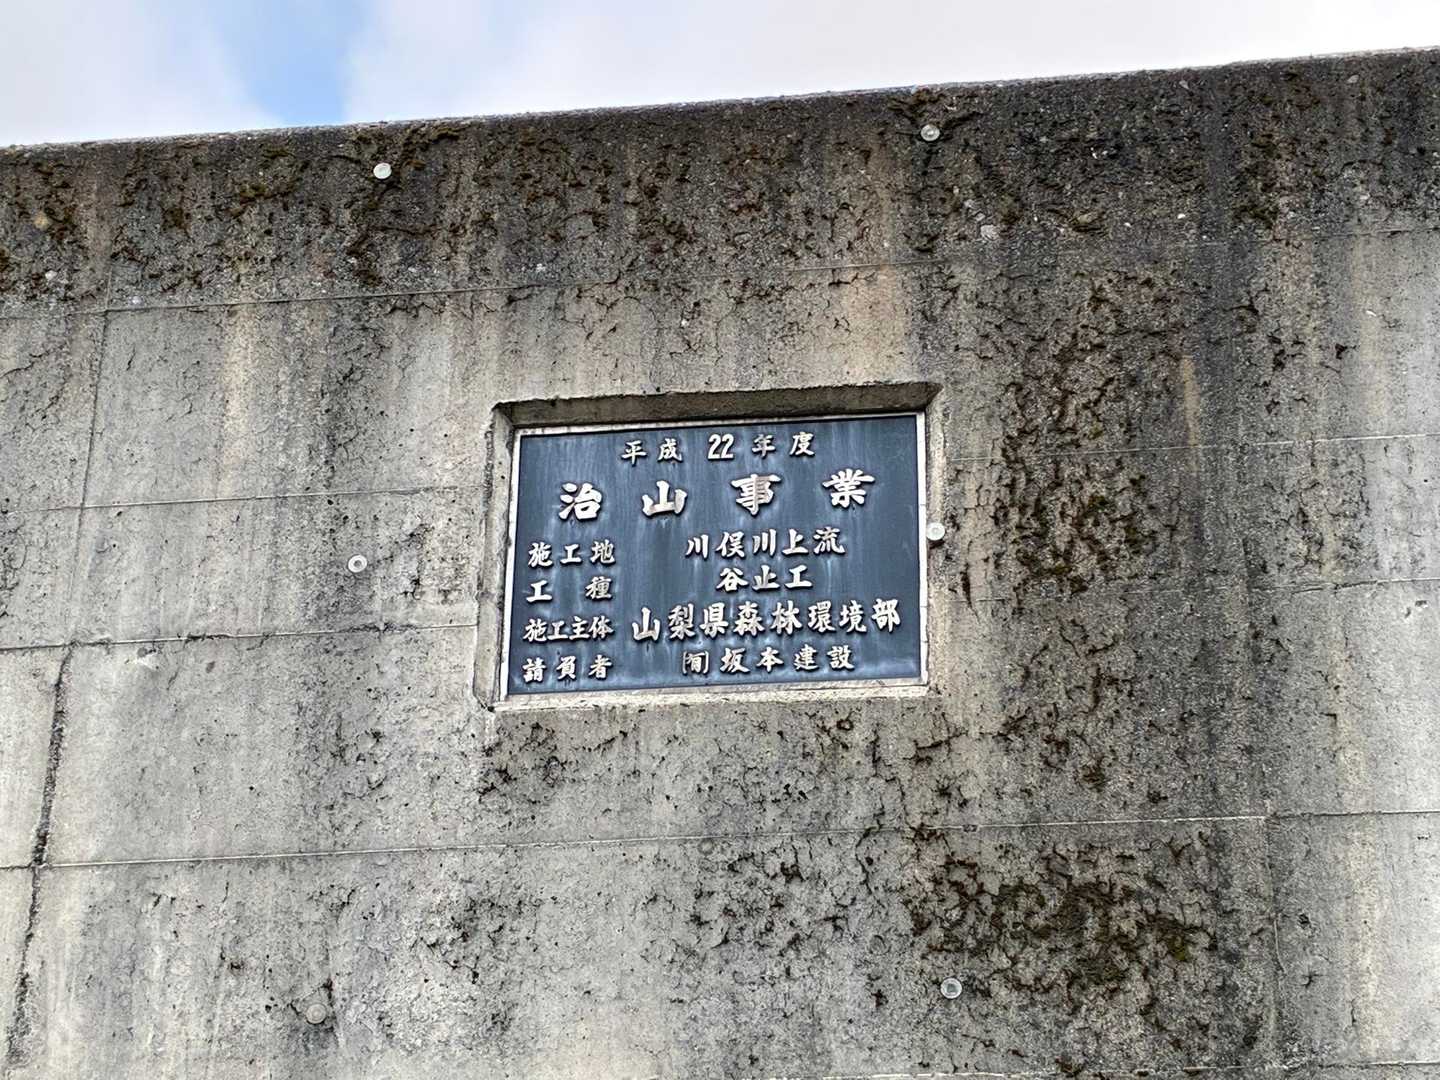 平成 22 年度
治山事業
施工地 川俣川上流
工種 谷止工
施工主体 山梨県森林環境部
請負者 ㈲坂本建設